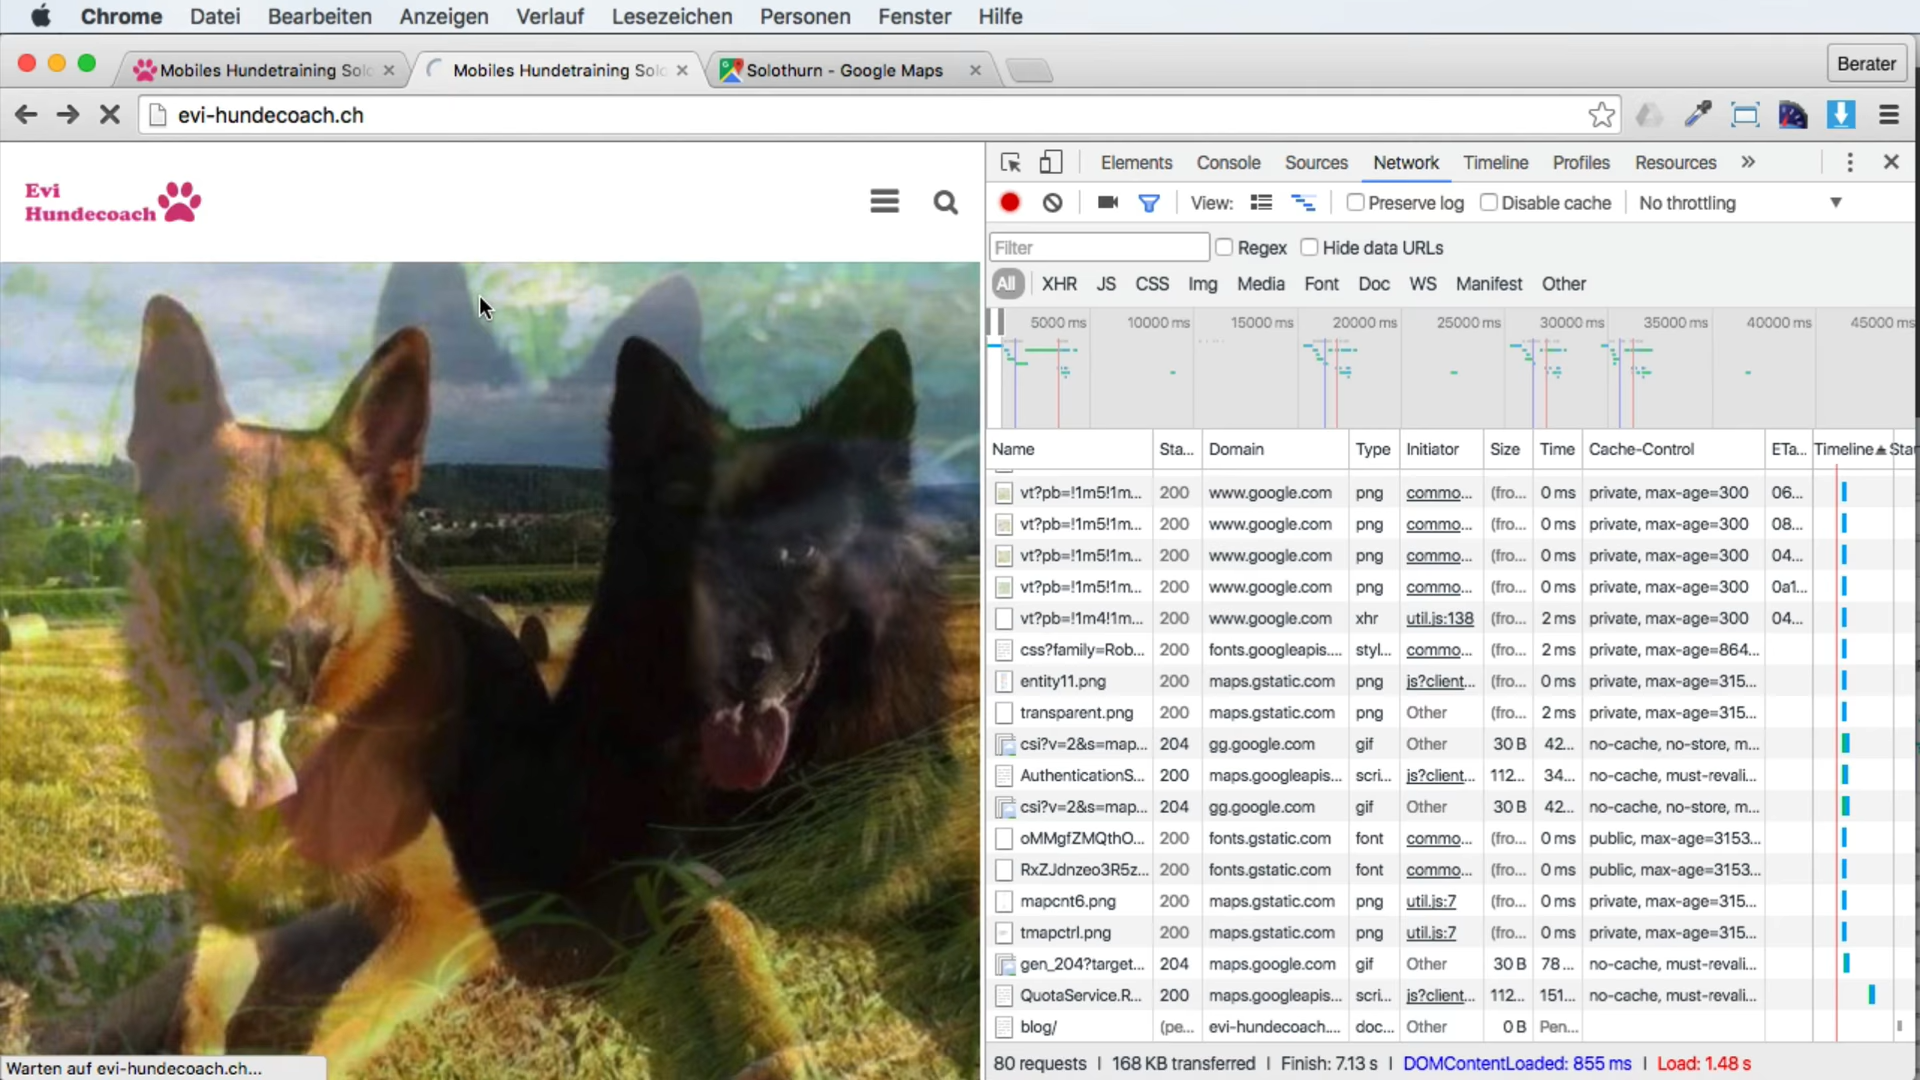 Chrome Datei Bearbeiten Anzeigen Verlauf Lesezeichen Personen Fenster Hilfe
Mobiles Hundetraining Solo Mobiles Hundetraining Solo Solothurn - Google Maps Berater
evi-hundecoach.ch
Evi
Hundecoach
Elements Console Sources Network Timeline Profiles Resources »
View: Preserve log Disable cache No throttling
Filter Regex Hide data URLs
All XHR JS CSS Img Media Font Doc WS Manifest Other
5000 ms 10000 ms 15000 ms 20000 ms 25000 ms 30000 ms 35000 ms 40000 ms 45000 ms
Name Sta... Domain Type Initiator Size Time Cache-Control ETa... Timeline Sta
vt?pb=!1m5!1m... 200 www.google.com png commo... (fro... 0 ms private, max-age=300 06...
vt?pb=!1m5!1m... 200 www.google.com png commo... (fro... 0 ms private, max-age=300 08...
vt?pb=!1m5!1m... 200 www.google.com png commo... (fro... 0 ms private, max-age=300 04...
vt?pb=!1m5!1m... 200 www.google.com png commo... (fro... 0 ms private, max-age=300 0a1...
vt?pb=!1m4!1m... 200 www.google.com xhr util.js:138 (fro... 2 ms private, max-age=300 04...
css?family=Rob... 200 fonts.googleapis.... styl... commo... (fro... 2 ms private, max-age=864...
entity11.png 200 maps.gstatic.com png js?client... (fro... 0 ms private, max-age=315...
transparent.png 200 maps.gstatic.com png Other (fro... 2 ms private, max-age=315...
csi?v=2&s=map... 204 gg.google.com gif Other 30 B 42... no-cache, no-store, m...
AuthenticationS... 200 maps.googleapis... scri... js?client... 112... 34... no-cache, must-revali...
csi?v=2&s=map... 204 gg.google.com gif Other 30 B 42... no-cache, no-store, m...
oMMgfZMQthO... 200 fonts.gstatic.com font commo... (fro... 0 ms public, max-age=3153...
RxZJdnzeo3R5z... 200 fonts.gstatic.com font commo... (fro... 0 ms public, max-age=3153...
mapcnt6.png 200 maps.gstatic.com png util.js:7 (fro... 0 ms private, max-age=315...
tmapctrl.png 200 maps.gstatic.com png util.js:7 (fro... 0 ms private, max-age=315...
gen_204?target... 204 maps.google.com gif Other 30 B 78... no-cache, must-revali...
QuotaService.R... 200 maps.googleapis... scri... js?client... 112... 151... no-cache, must-revali...
blog/ (pe... evi-hundecoach.... doc... Other 0 B Pen...
80 requests | 168 KB transferred | Finish: 7.13 s | DOMContentLoaded: 855 ms | Load: 1.48 s
Warten auf evi-hundecoach.ch...